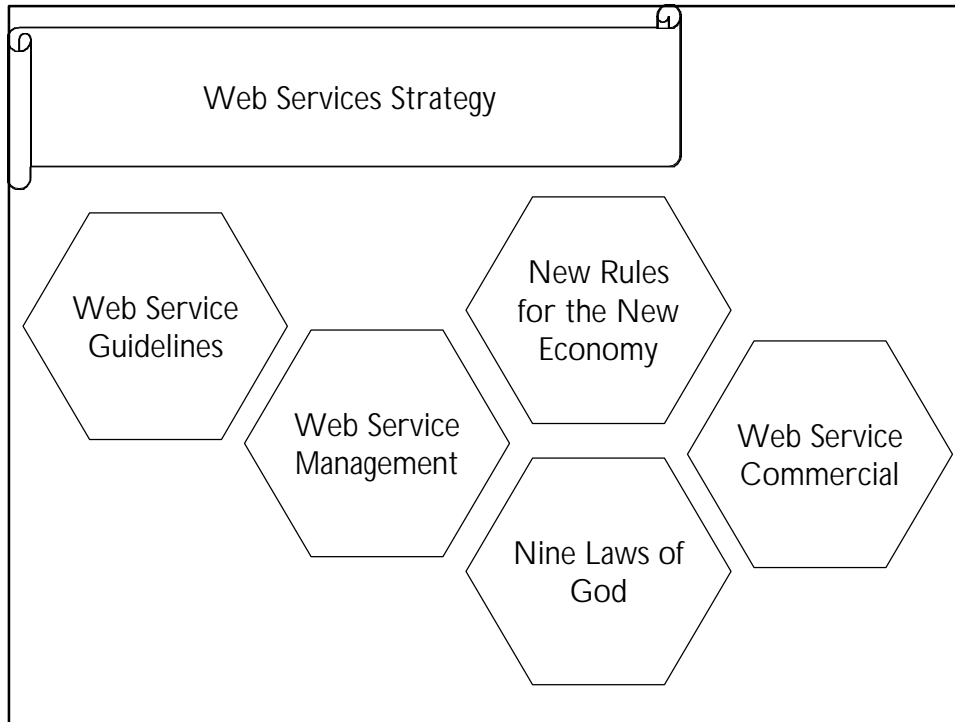 Web Services Strategy
Web Service
Guidelines
Web Service
Management
New Rules
for the New
Economy
Nine Laws of
God
Web Service
Commercial